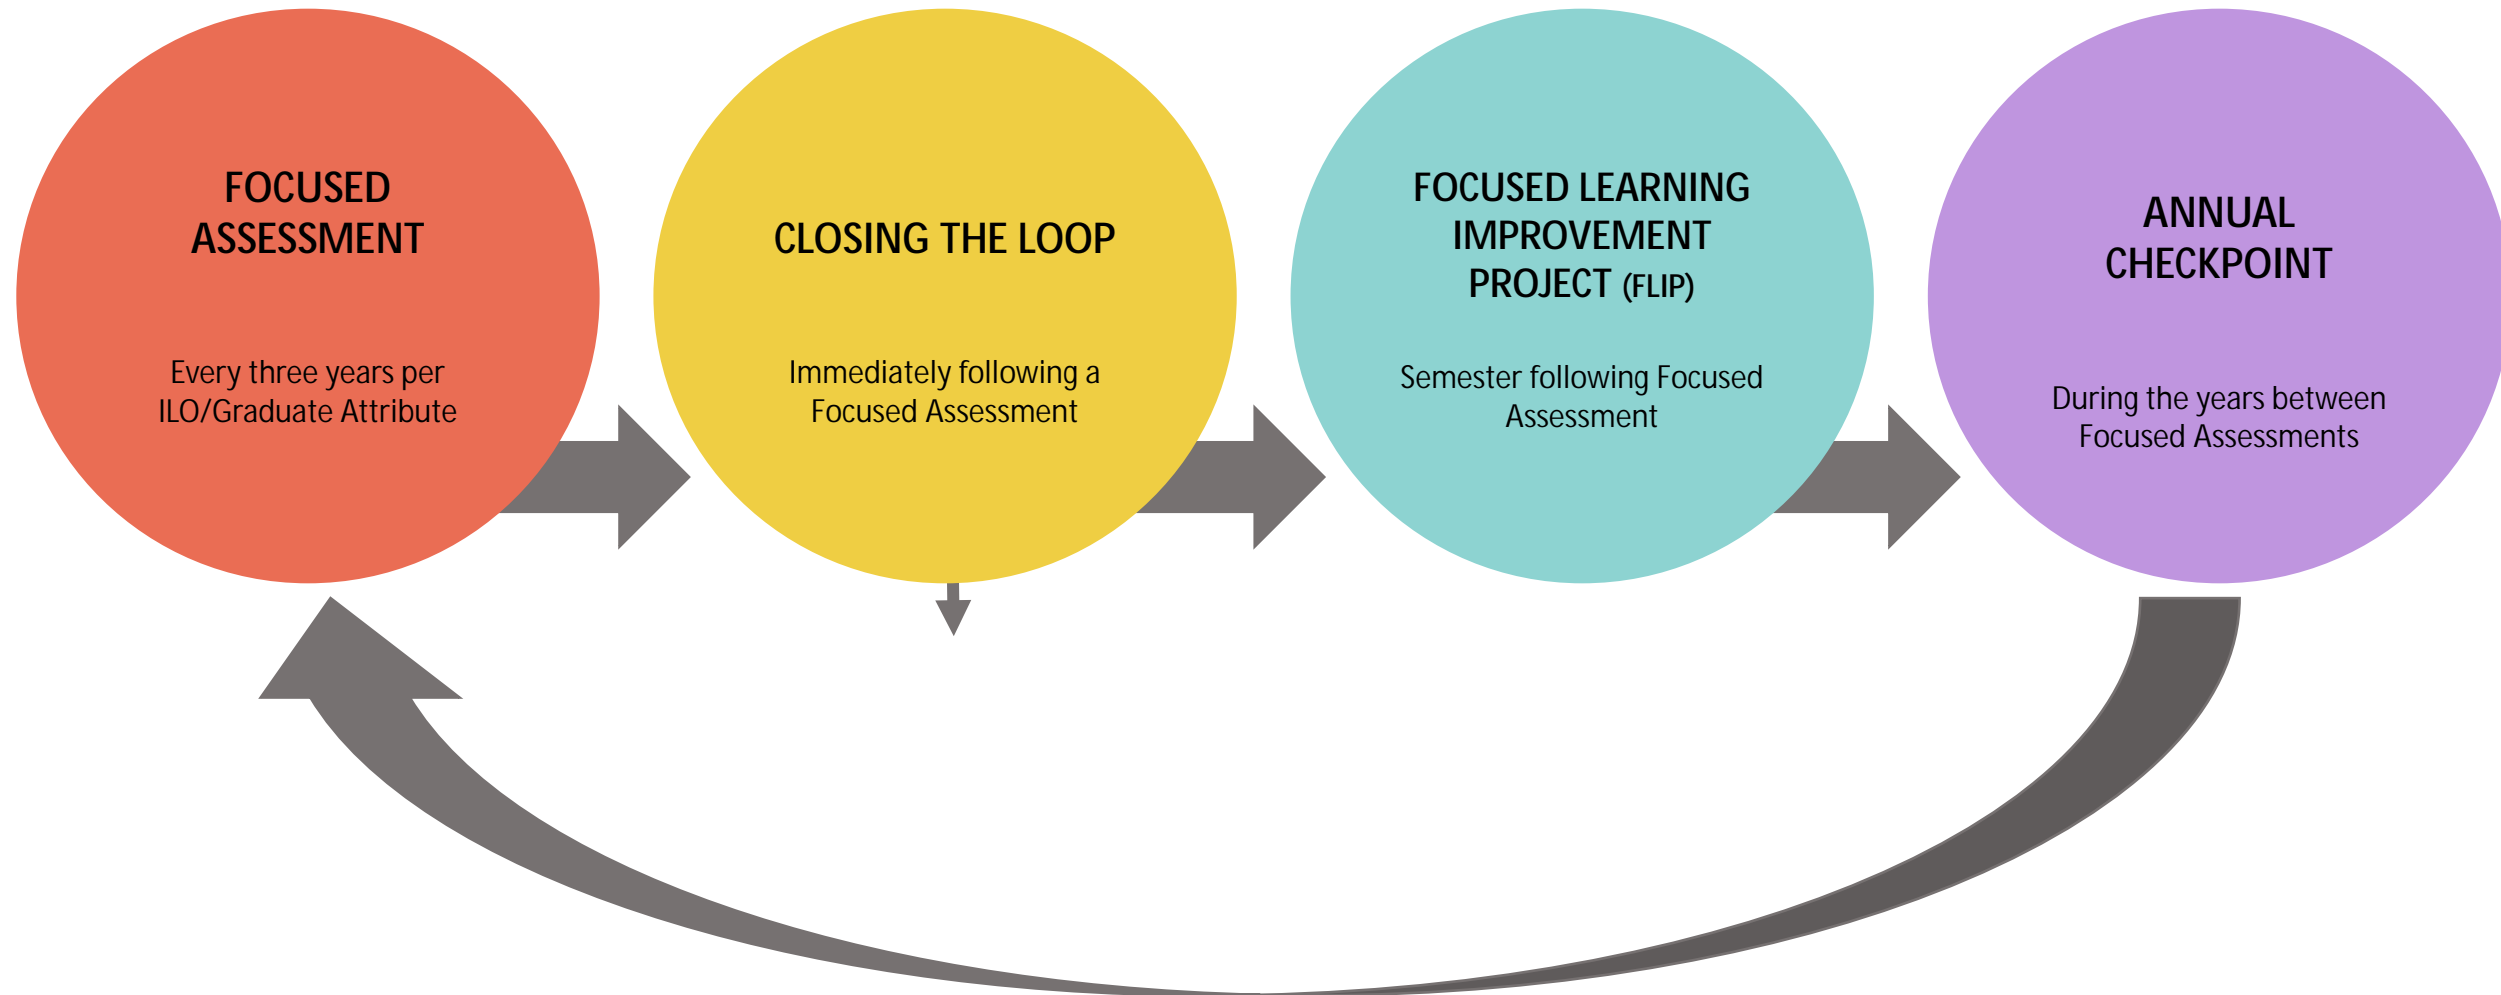 FOCUSED
ASSESSMENT
Every three years per
ILO/Graduate Attribute
CLOSING THE LOOP
Immediately following a
Focused Assessment
FOCUSED LEARNING
IMPROVEMENT
PROJECT (FLIP)
Semester following Focused
Assessment
ANNUAL
CHECKPOINT
During the years between
Focused Assessments